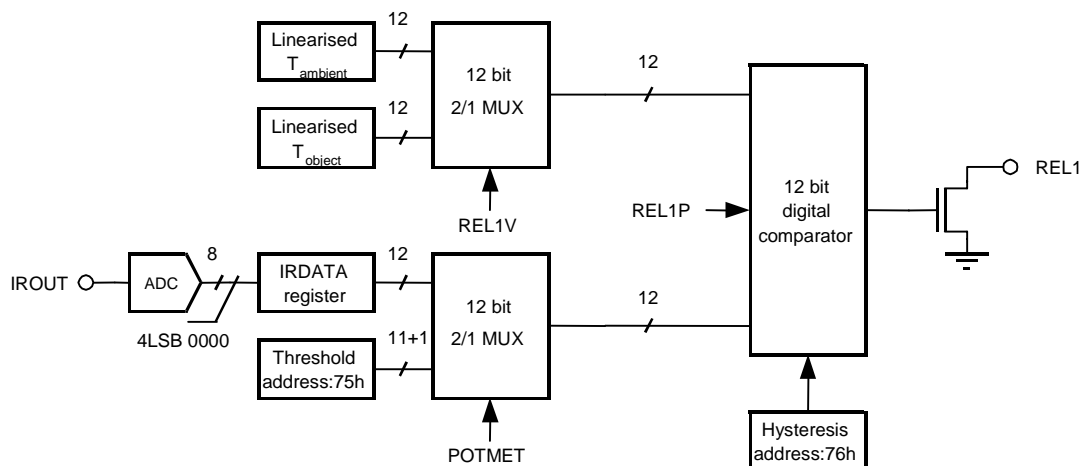 12
Linearised
T ambient
12
Linearised
T object
12 bit
2/1 MUX
REL1V
12
REL1P
12 bit
digital
comparator
REL1
IROUT
ADC
8
4LSB 0000
IRDATA
register
12
11+1
Threshold
address:75h
12 bit
2/1 MUX
POTMET
12
Hysteresis
address:76h